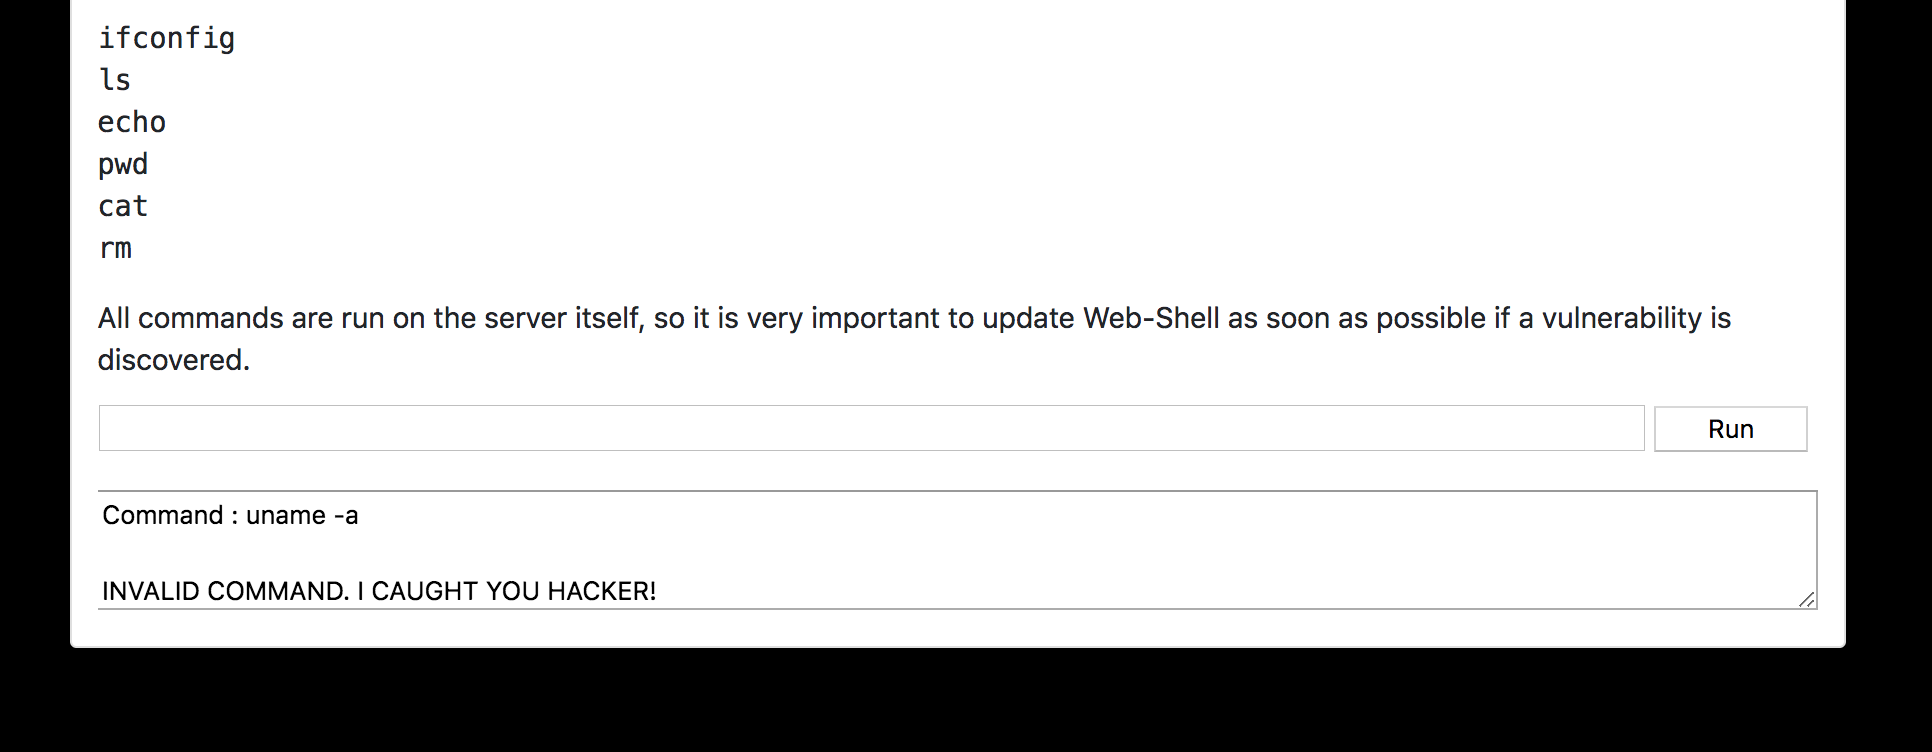 ifconfig
ls
echo
pwd
cat
rm
All commands are run on the server itself, so it is very important to update Web-Shell as soon as possible if a vulnerability is
discovered.
Run
Command : uname -a
INVALID COMMAND. I CAUGHT YOU HACKER!